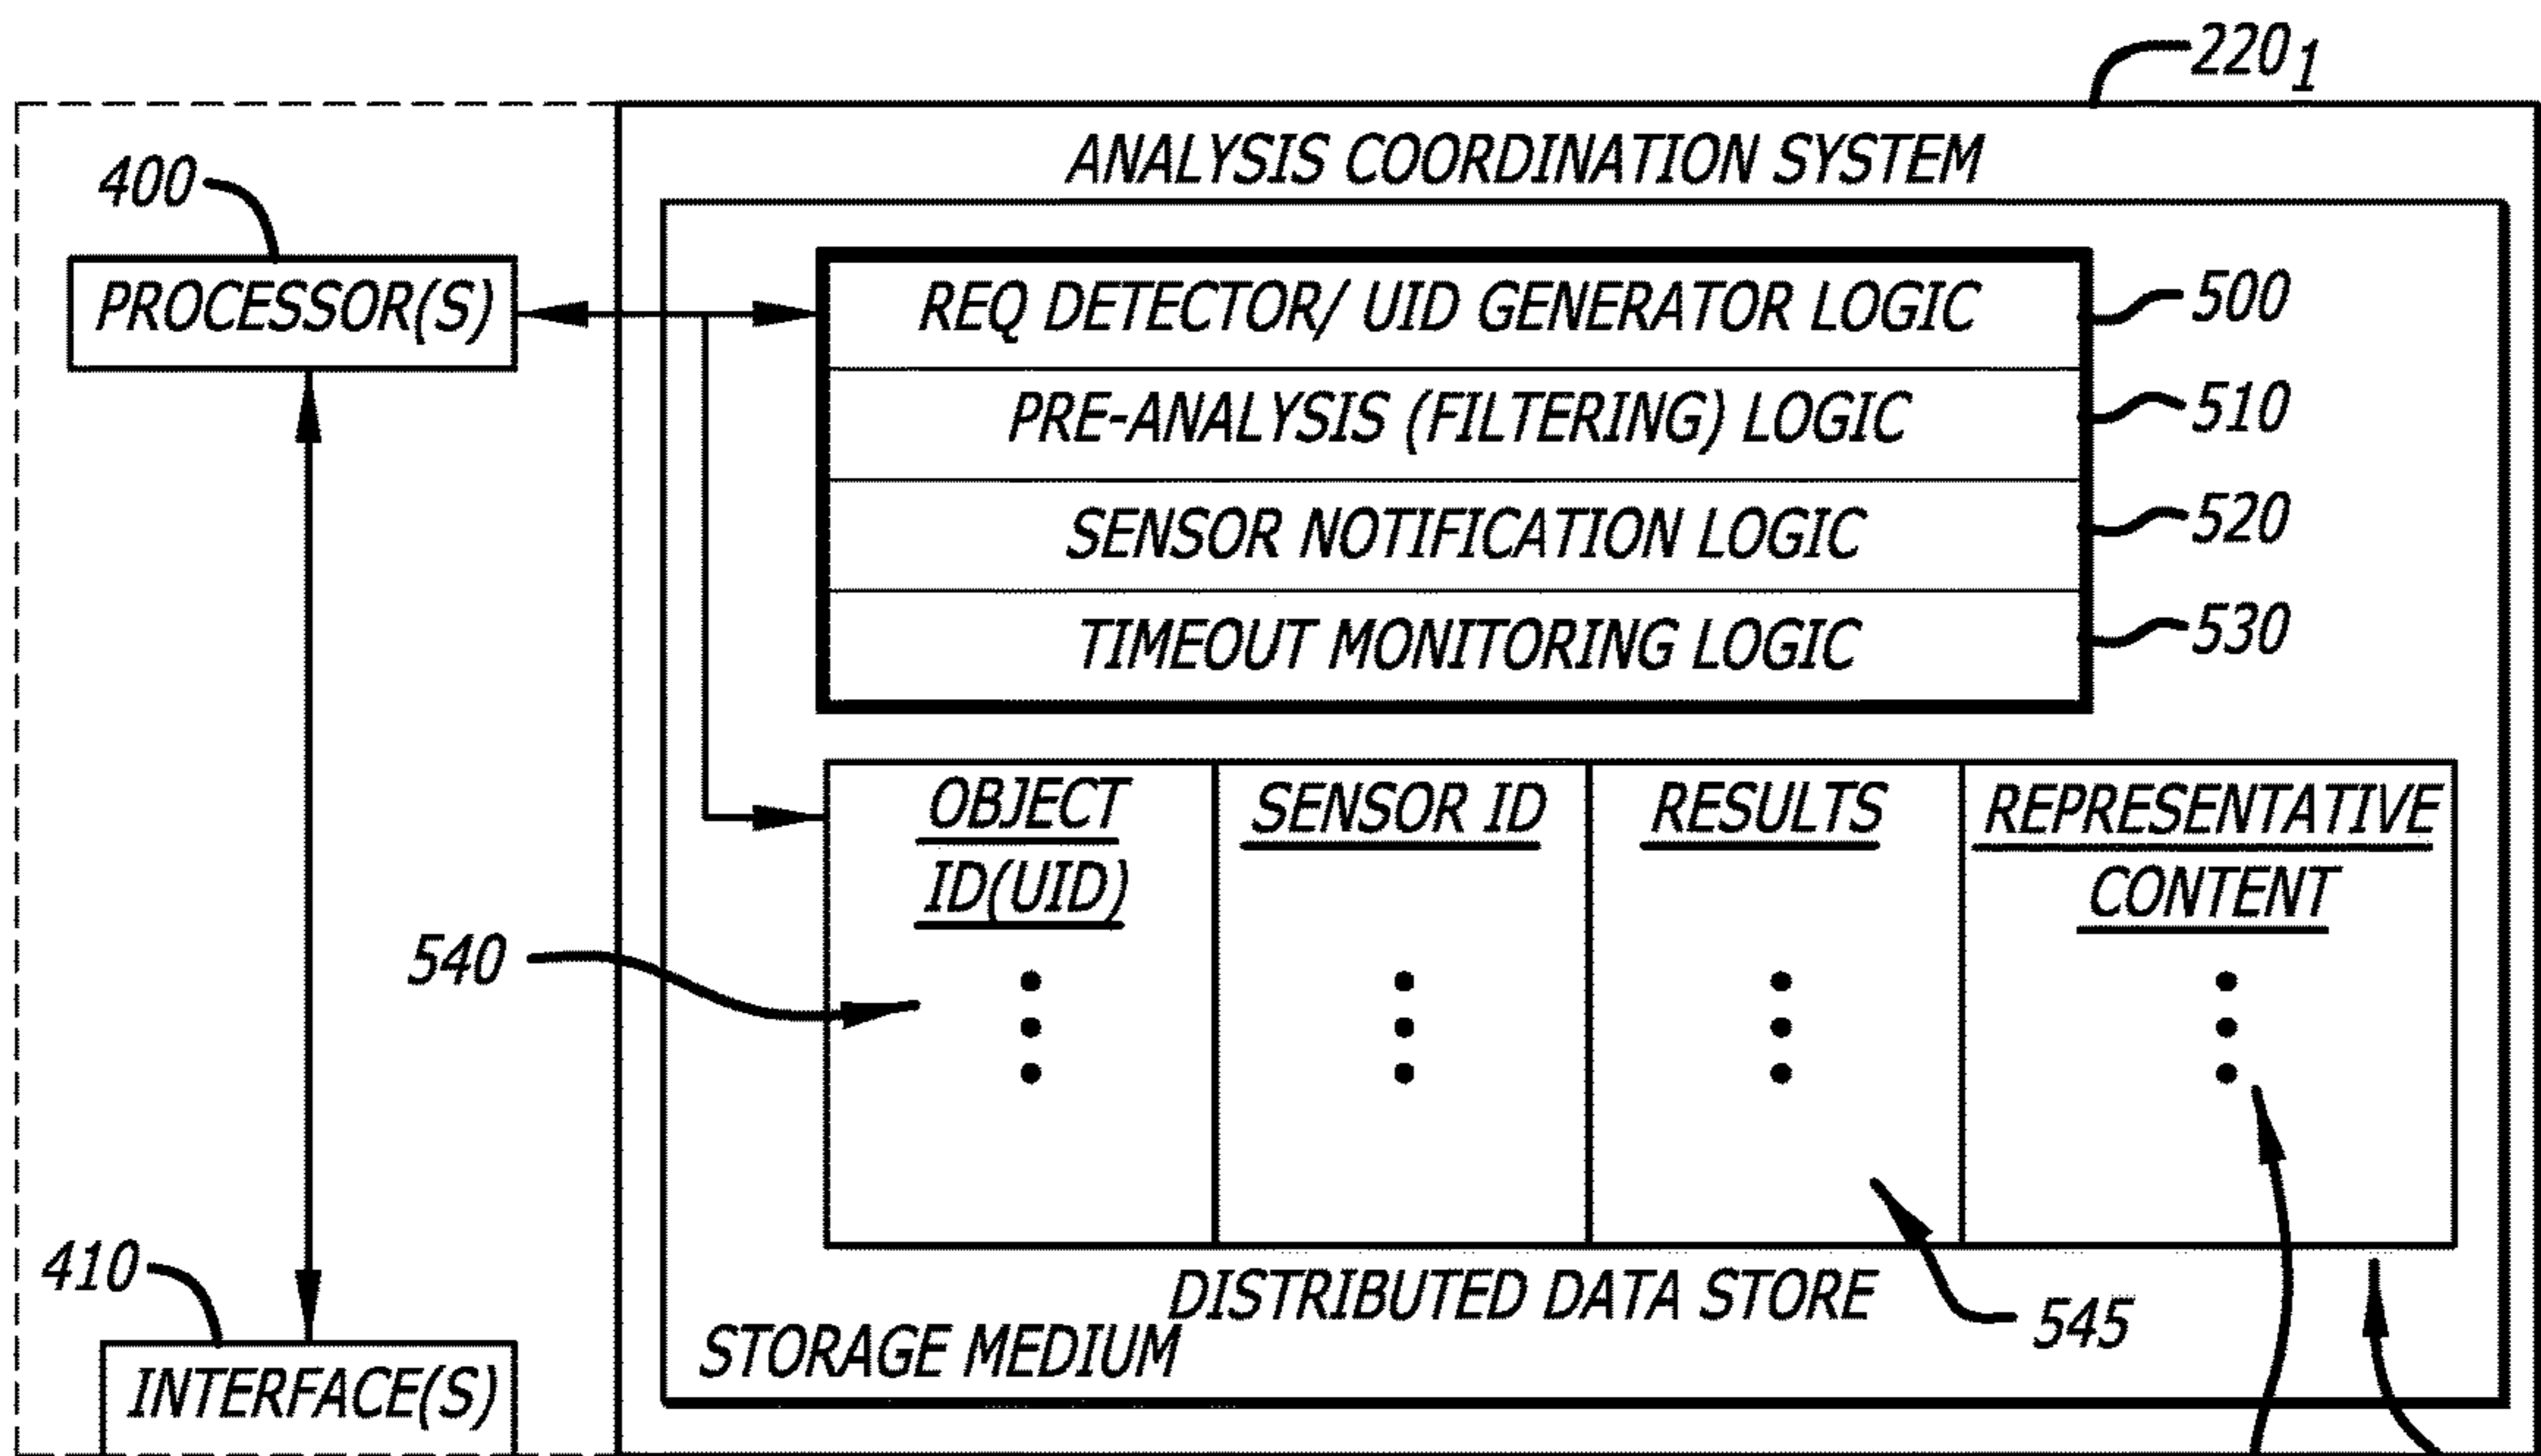 220₁
ANALYSIS COORDINATION SYSTEM
400
PROCESSOR(S)
REQ DETECTOR/ UID GENERATOR LOGIC
500
PRE-ANALYSIS (FILTERING) LOGIC
510
SENSOR NOTIFICATION LOGIC
520
TIMEOUT MONITORING LOGIC
530
OBJECT
ID(UID)
SENSOR ID
RESULTS
REPRESENTATIVE
CONTENT
540
410
DISTRIBUTED DATA STORE
545
STORAGE MEDIUM
INTERFACE(S)